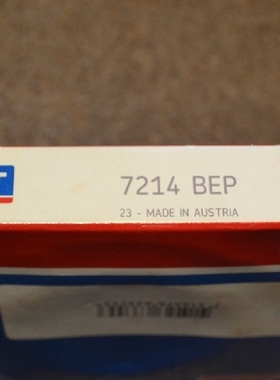 7214 BEP
23 - MADE IN AUSTRIA